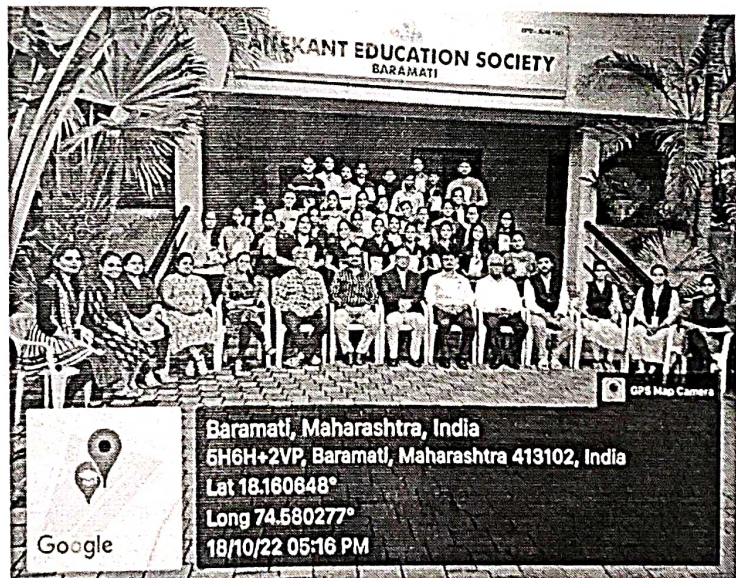 EKANT EDUCATION SOCIETY
BARAMATI
GPS Map Camera
Baramati, Maharashtra, India
5H6H+2VP, Baramati, Maharashtra 413102, India
Lat 18.160648°
Long 74.580277°
18/10/22 05:16 PM
Google